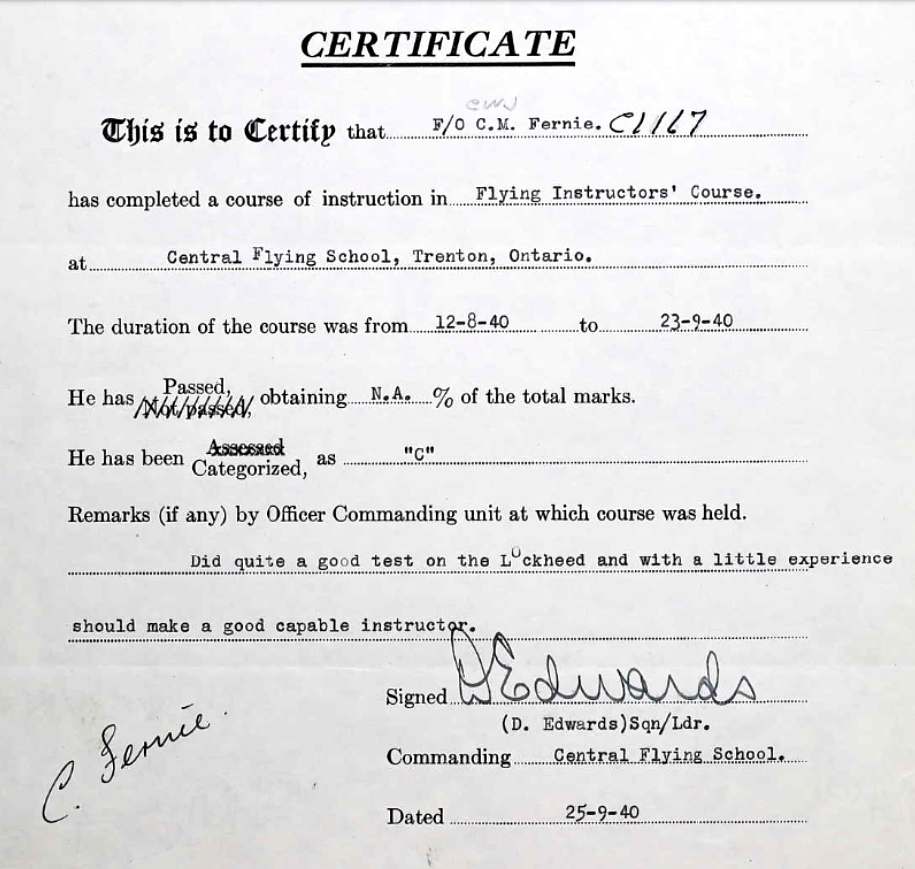 CERTIFICATE
This is to Certify that F/O C.M. Fernie. C1167
has completed a course of instruction in Flying Instructors' Course.
at Central Flying School, Trenton, Ontario.
The duration of the course was from 12-8-40 to 23-9-40
He has Passed, obtaining N.A. % of the total marks.
Not passed,
Assessed
He has been Categorized, as "C"
Remarks (if any) by Officer Commanding unit at which course was held.
Did quite a good test on the Lockheed and with a little experience
should make a good capable instructor.
Signed D Edwards
(D. Edwards)Sqn/Ldr.
C. Fernie.
Commanding Central Flying School.
Dated 25-9-40